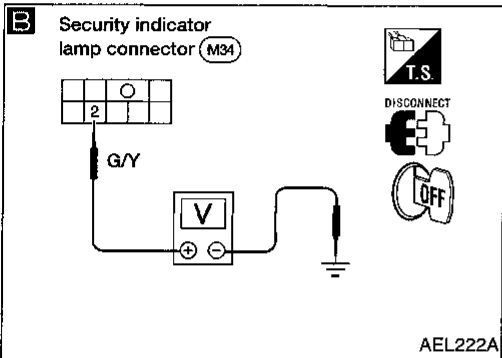 B
Security indicator
lamp connector M34
T.S.
DISCONNECT
2
G/Y
OFF
V
+ −
AEL222A